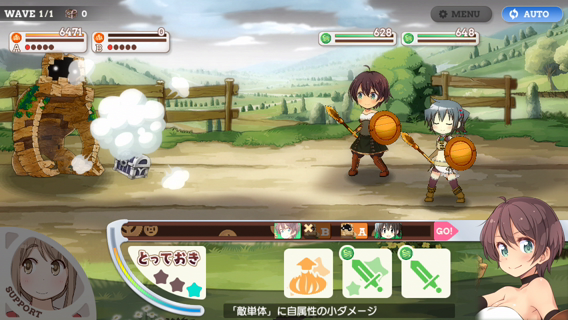 WAVE 1/1 0 MENU AUTO
6471 0 628 648
A B
B A GO!
とっておき
SUPPORT
「敵単体」に自属性の小ダメージ